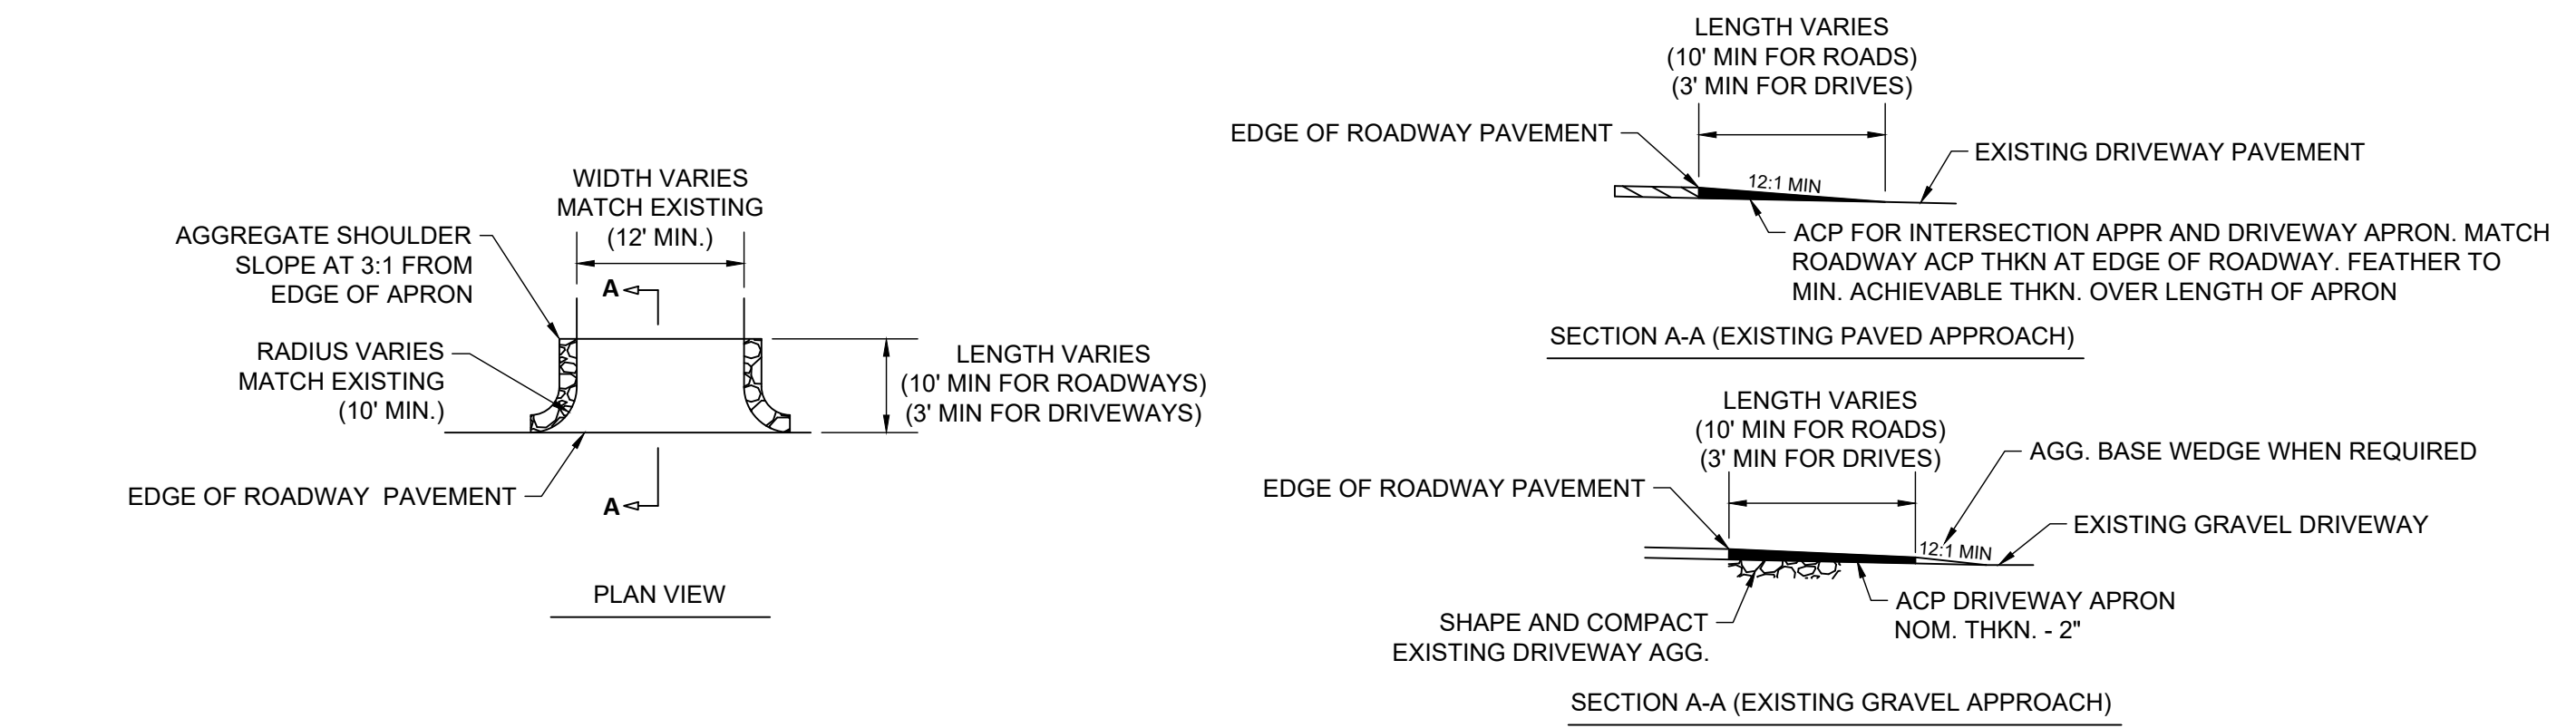 WIDTH VARIES
MATCH EXISTING
(12' MIN.)
AGGREGATE SHOULDER
SLOPE AT 3:1 FROM
EDGE OF APRON
A
RADIUS VARIES
MATCH EXISTING
(10' MIN.)
LENGTH VARIES
(10' MIN FOR ROADWAYS)
(3' MIN FOR DRIVEWAYS)
EDGE OF ROADWAY PAVEMENT
A
PLAN VIEW
LENGTH VARIES
(10' MIN FOR ROADS)
(3' MIN FOR DRIVES)
EDGE OF ROADWAY PAVEMENT
EXISTING DRIVEWAY PAVEMENT
12:1 MIN
ACP FOR INTERSECTION APPR AND DRIVEWAY APRON. MATCH
ROADWAY ACP THKN AT EDGE OF ROADWAY. FEATHER TO
MIN. ACHIEVABLE THKN. OVER LENGTH OF APRON
SECTION A-A (EXISTING PAVED APPROACH)
LENGTH VARIES
(10' MIN FOR ROADS)
(3' MIN FOR DRIVES)
AGG. BASE WEDGE WHEN REQUIRED
EDGE OF ROADWAY PAVEMENT
EXISTING GRAVEL DRIVEWAY
12:1 MIN
ACP DRIVEWAY APRON
NOM. THKN. - 2"
SHAPE AND COMPACT
EXISTING DRIVEWAY AGG.
SECTION A-A (EXISTING GRAVEL APPROACH)